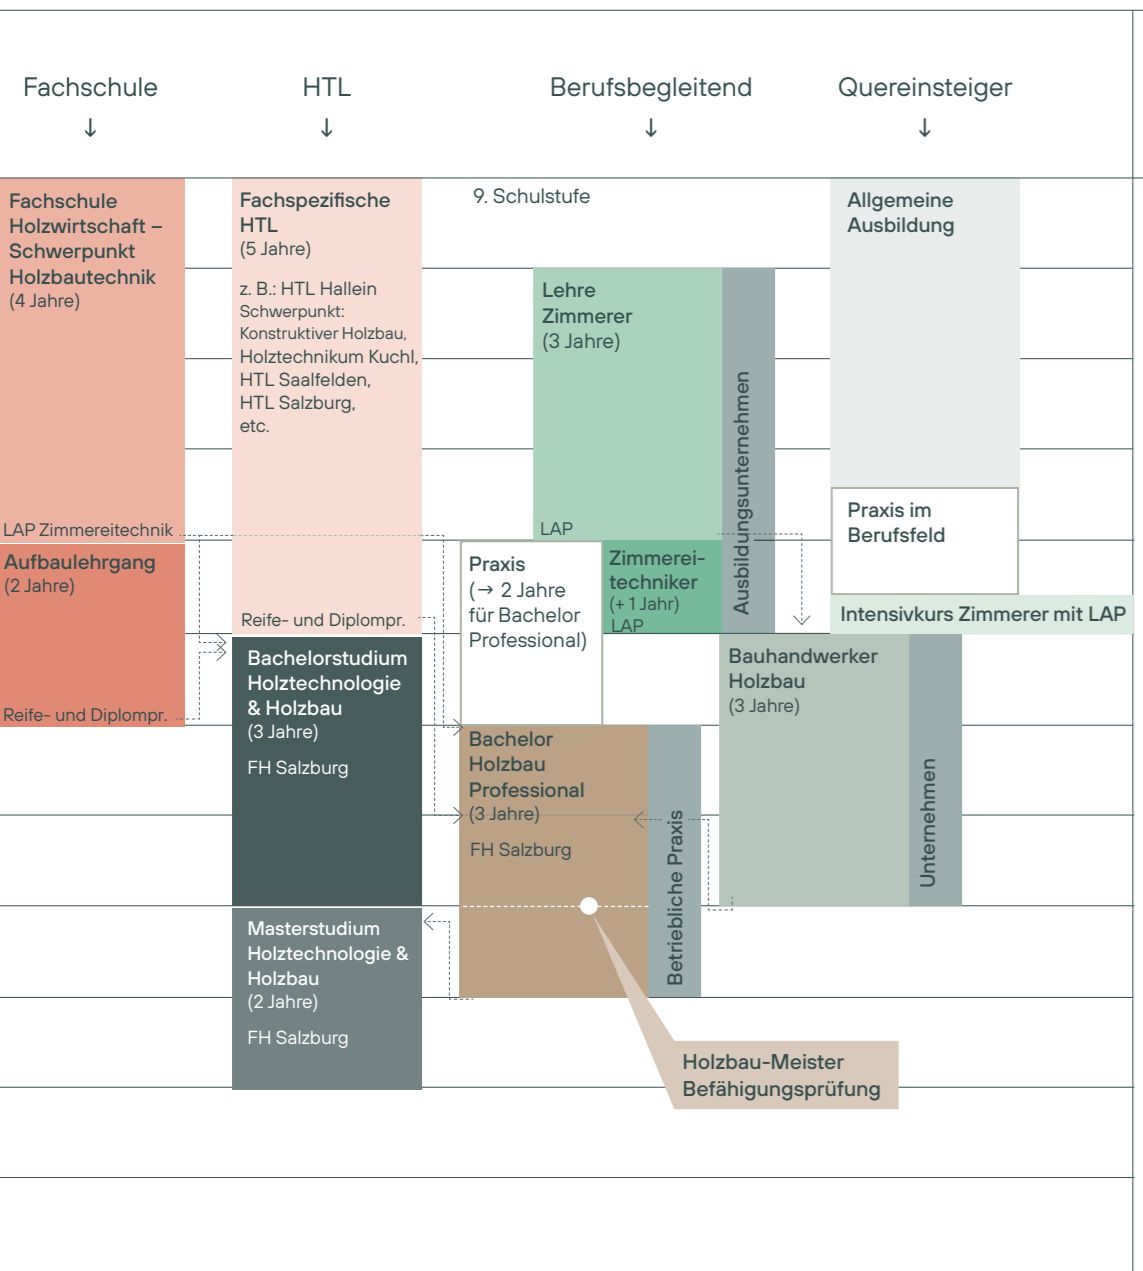 Fachschule
↓
HTL
↓
Berufsbegleitend
↓
Quereinsteiger
↓
Fachschule
Holzwirtschaft –
Schwerpunkt
Holzbautechnik
(4 Jahre)
LAP Zimmereitechnik
Aufbaulehrgang
(2 Jahre)
Reife- und Diplompr.
Fachspezifische
HTL
(5 Jahre)
z. B.: HTL Hallein
Schwerpunkt:
Konstruktiver Holzbau,
Holztechnikum Kuchl,
HTL Saalfelden,
HTL Salzburg,
etc.
Reife- und Diplompr.
Bachelorstudium
Holztechnologie
& Holzbau
(3 Jahre)
FH Salzburg
Masterstudium
Holztechnologie &
Holzbau
(2 Jahre)
FH Salzburg
9. Schulstufe
Lehre
Zimmerer
(3 Jahre)
LAP
Ausbildungsunternehmen
Praxis
(→ 2 Jahre
für Bachelor
Professional)
Zimmerei-
techniker
(+ 1 Jahr)
LAP
Bachelor
Holzbau
Professional
(3 Jahre)
FH Salzburg
Betriebliche Praxis
Holzbau-Meister
Befähigungsprüfung
Allgemeine
Ausbildung
Praxis im
Berufsfeld
Intensivkurs Zimmerer mit LAP
Bauhandwerker
Holzbau
(3 Jahre)
Unternehmen